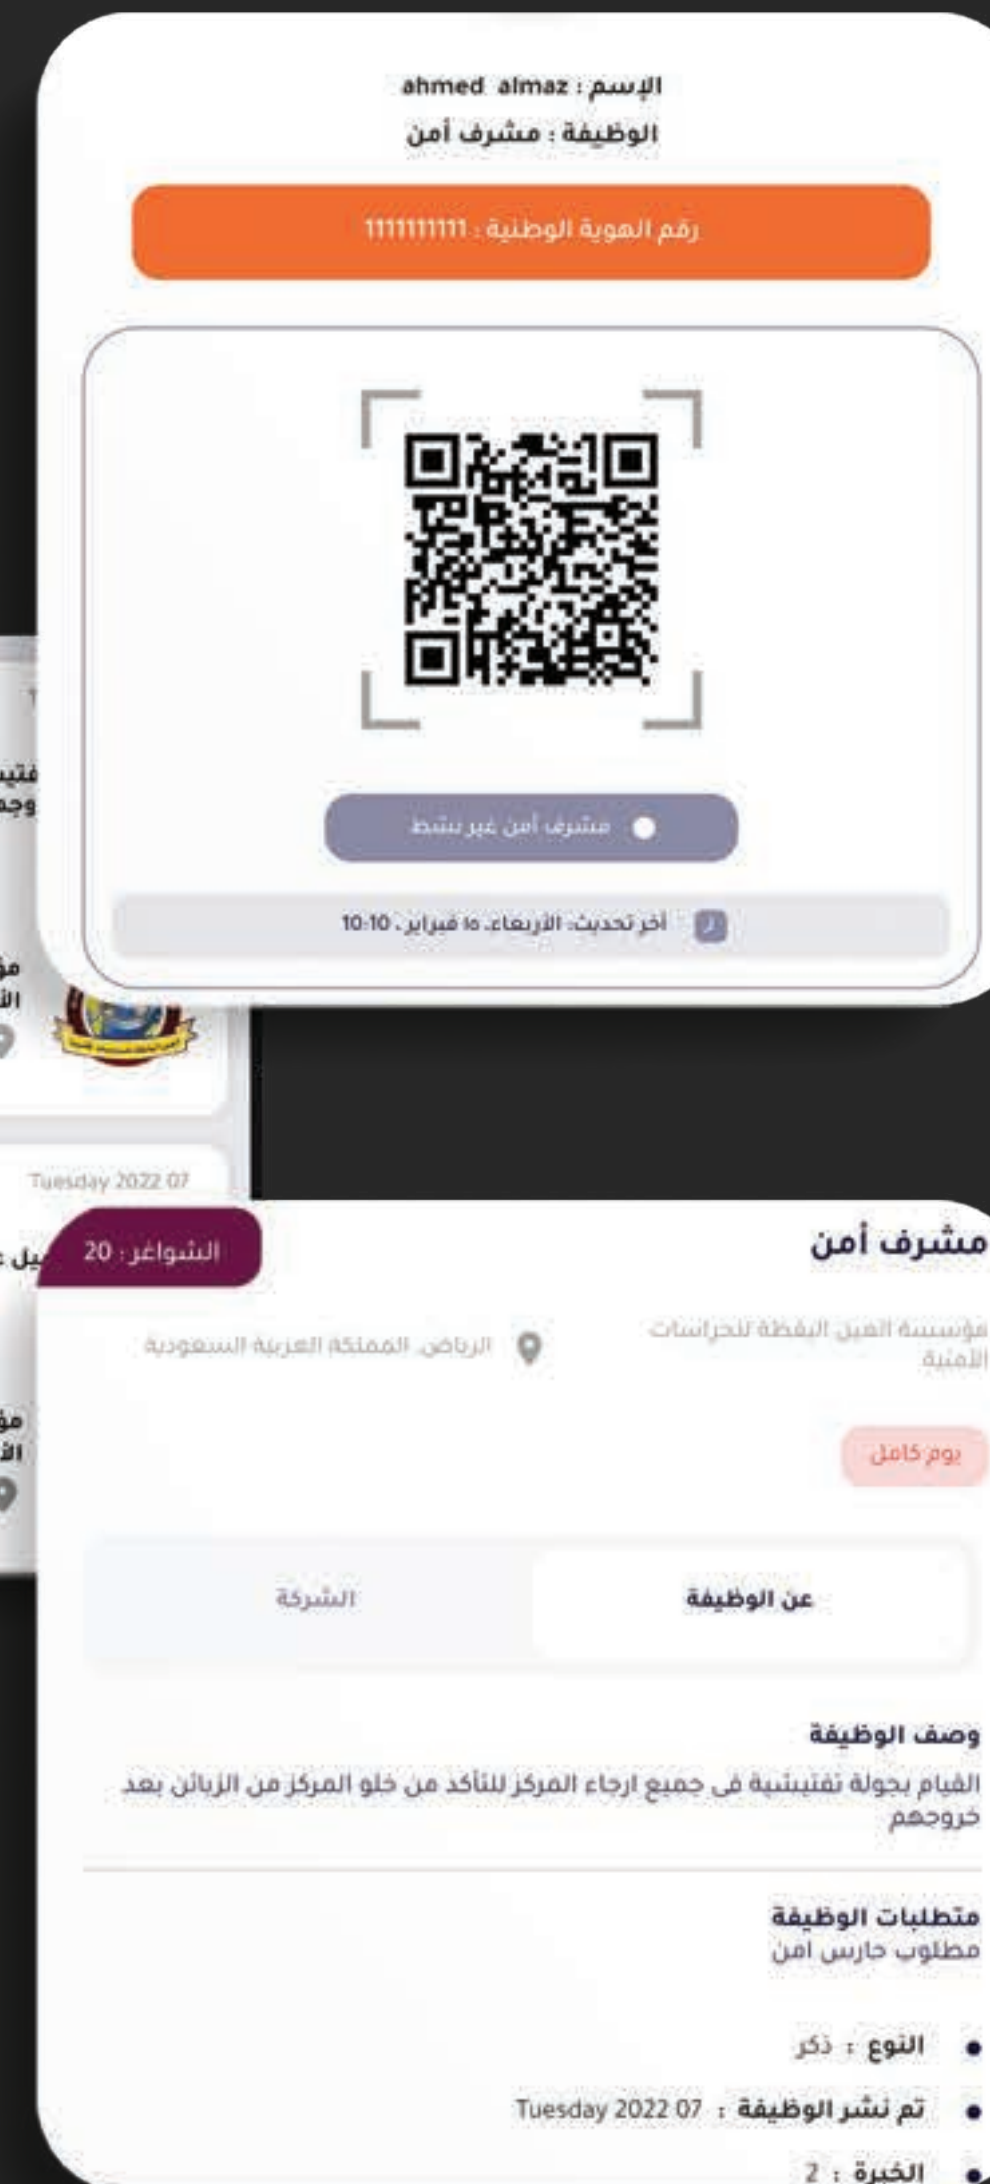 الإسم : ahmed almaz
الوظيفة : مشرف أمن
رقم الهوية الوطنية : 1111111111
مشرف أمن غير نشط
أخر تحديث: الأربعاء، ١٥ فبراير ، 10:10
Tuesday 2022 07
مشرف أمن
الشواغر : 20
مؤسسة العين اليقظة للحراسات
الأمنية
الرياض, المملكة العربية السعودية
يوم كامل
عن الوظيفة
الشركة
وصف الوظيفة
القيام بجولة تفتيشية في جميع ارجاء المركز للتأكد من خلو المركز من الزبائن بعد
خروجهم
متطلبات الوظيفة
مطلوب حارس امن
النوع : ذكر
تم نشر الوظيفة : Tuesday 2022 07
الخبرة : 2